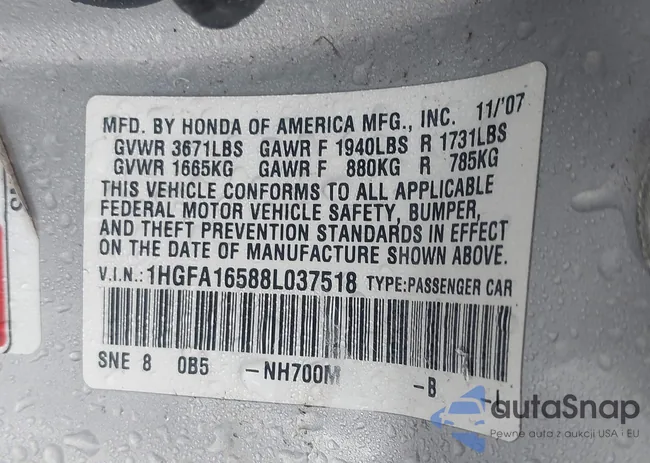 MFD. BY HONDA OF AMERICA MFG., INC. 11/'07
GVWR 3671LBS GAWR F 1940LBS R 1731LBS
GVWR 1665KG GAWR F 880KG R 785KG
THIS VEHICLE CONFORMS TO ALL APPLICABLE
FEDERAL MOTOR VEHICLE SAFETY, BUMPER,
AND THEFT PREVENTION STANDARDS IN EFFECT
ON THE DATE OF MANUFACTURE SHOWN ABOVE.
V.I.N.: 1HGFA16588L037518 TYPE: PASSENGER CAR
SNE 8 0B5 -NH700M -B
autaSnap
Pewne auta z aukcji USA i EU